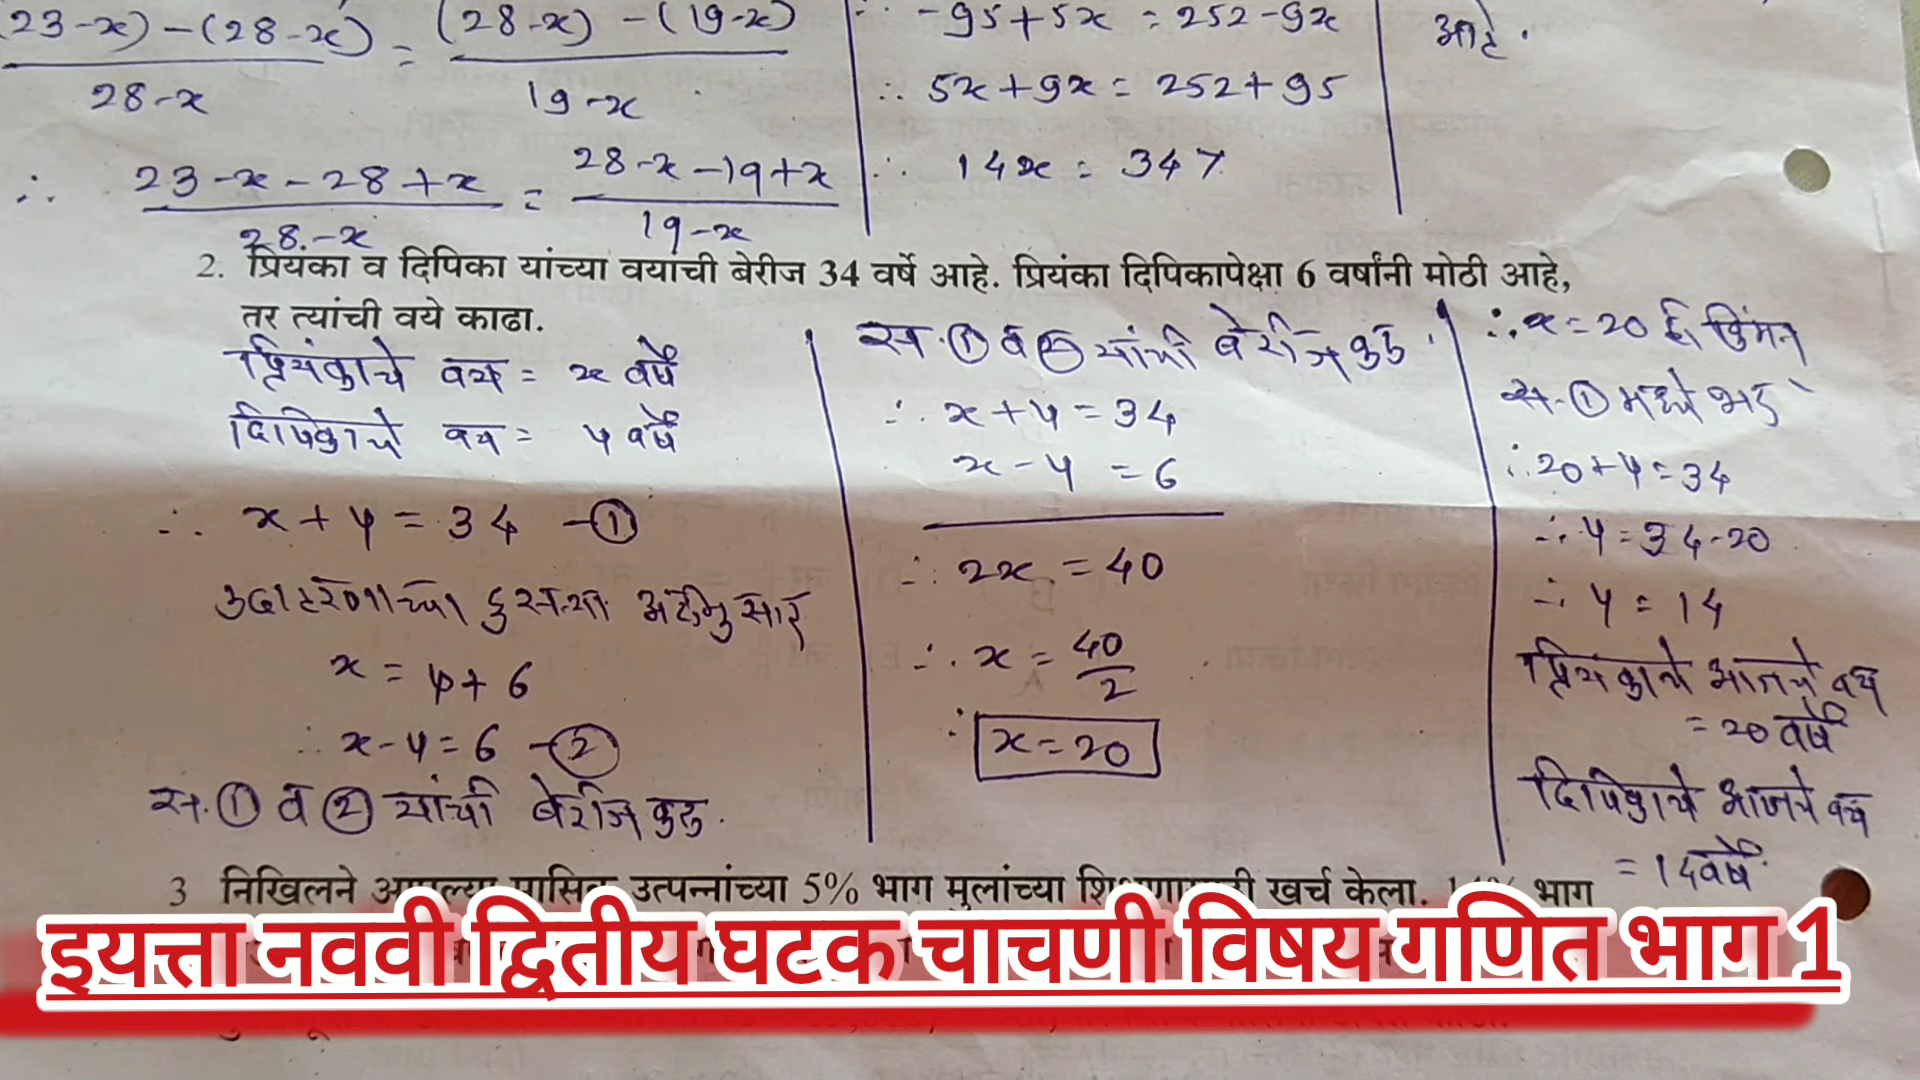 (23-x) -(28-x) = (28-x) - (19-x)
28-x 19-x
∴ 23-x-28+x = 28-x-19+x
28-x 19-x
∴ -95+5x = 252-9x
∴ 5x+9x = 252+95
∴ 14x = 347
आहे.
2. प्रियंका व दिपिका यांच्या वयांची बेरीज 34 वर्षे आहे. प्रियंका दिपिकापेक्षा 6 वर्षांनी मोठी आहे,
तर त्यांची वये काढा.
प्रियंकाचे वय = x वर्षे
दिपिकाचे वय = y वर्षे
∴ x + y = 34 -①
उदाहरणाच्या दुसऱ्या अटीनुसार
x = y + 6
∴ x - y = 6 -②
स.① व ② यांची बेरीज करु.
स.① व ② यांची बेरीज करु.
∴ x + y = 34
x - y = 6
∴ 2x = 40
∴ x = 40
2
∴ x = 20
∴ x = 20 ही किंमत
स.① मध्ये भरु
∴ 20 + y = 34
∴ y = 34-20
∴ y = 14
प्रियंकाचे आजचे वय
= 20 वर्षे
दिपिकाचे आजचे वय
= 14 वर्षे
3 निखिलने आपल्या मासिक उत्पन्नांच्या 5% भाग मुलांच्या खर्च केला. भाग
इयत्ता नववी द्वितीय घटक चाचणी विषय गणित भाग 1